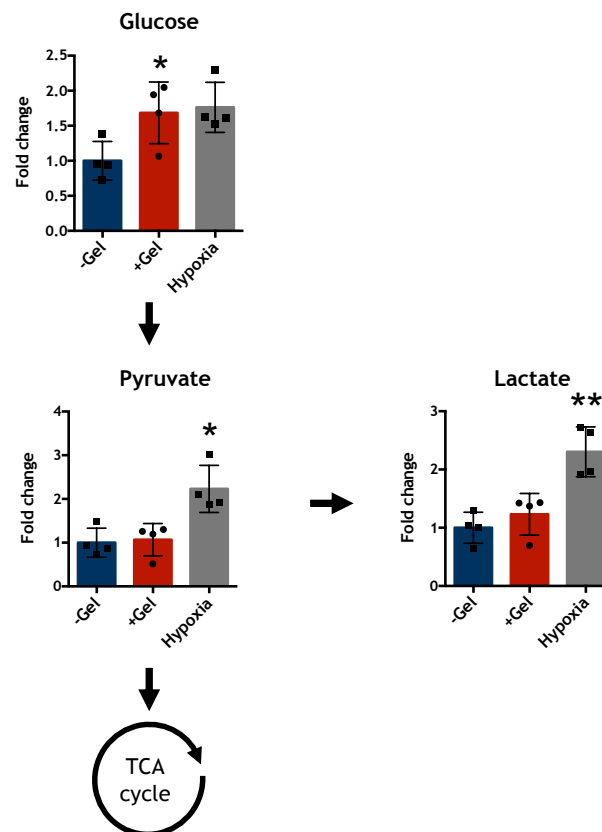 Glucose
*
2.5
2.0
1.5
1.0
0.5
0.0
Fold change
-Gel
+Gel
Hypoxia
Pyruvate
*
4
3
2
1
0
Fold change
-Gel
+Gel
Hypoxia
Lactate
**
3
2
1
0
Fold change
-Gel
+Gel
Hypoxia
TCA
cycle